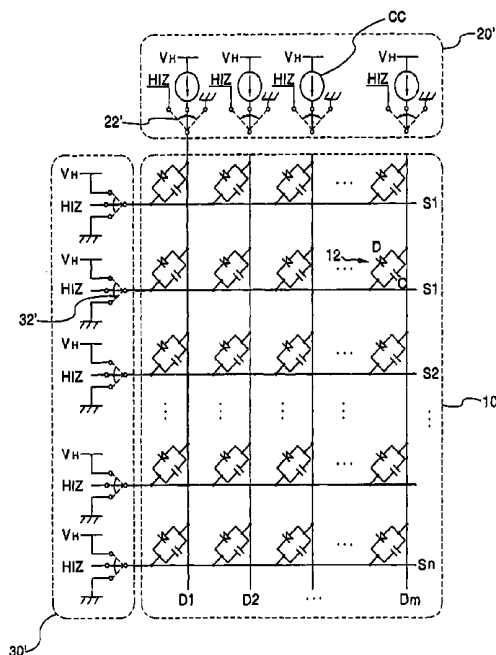 CC
20'
VH VH VH VH
HIZ HIZ HIZ HIZ
22'
VH
HIZ
S1
VH
HIZ
12
D
C
S1
32'
VH
HIZ
S2
10
VH
HIZ
VH
HIZ
Sn
D1 D2 ... Dm
30'